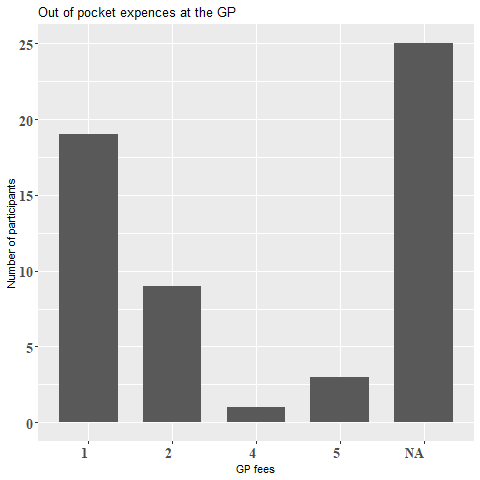 Out of pocket expences at the GP
25
20
15
10
5
0
Number of participants
1 2 4 5 NA
GP fees